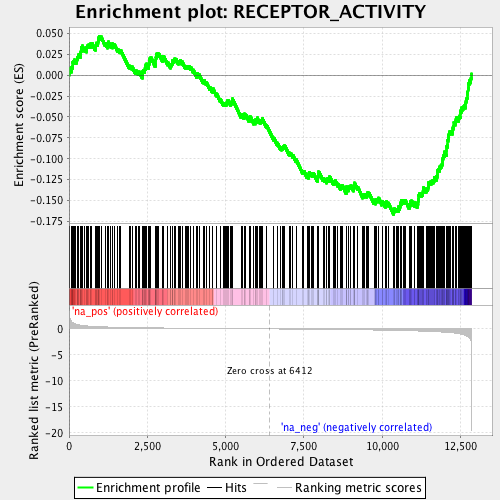 Enrichment plot: RECEPTOR_ACTIVITY
Enrichment score (ES)
0.050
0.025
0.000
-0.025
-0.050
-0.075
-0.100
-0.125
-0.150
-0.175
'na_pos' (positively correlated)
Ranked list metric (PreRanked)
0
-5
-10
-15
-20
Zero cross at 6412
'na_neg' (negatively correlated)
0
2,500
5,000
7,500
10,000
12,500
Rank in Ordered Dataset
Enrichment profile
Hits
Ranking metric scores